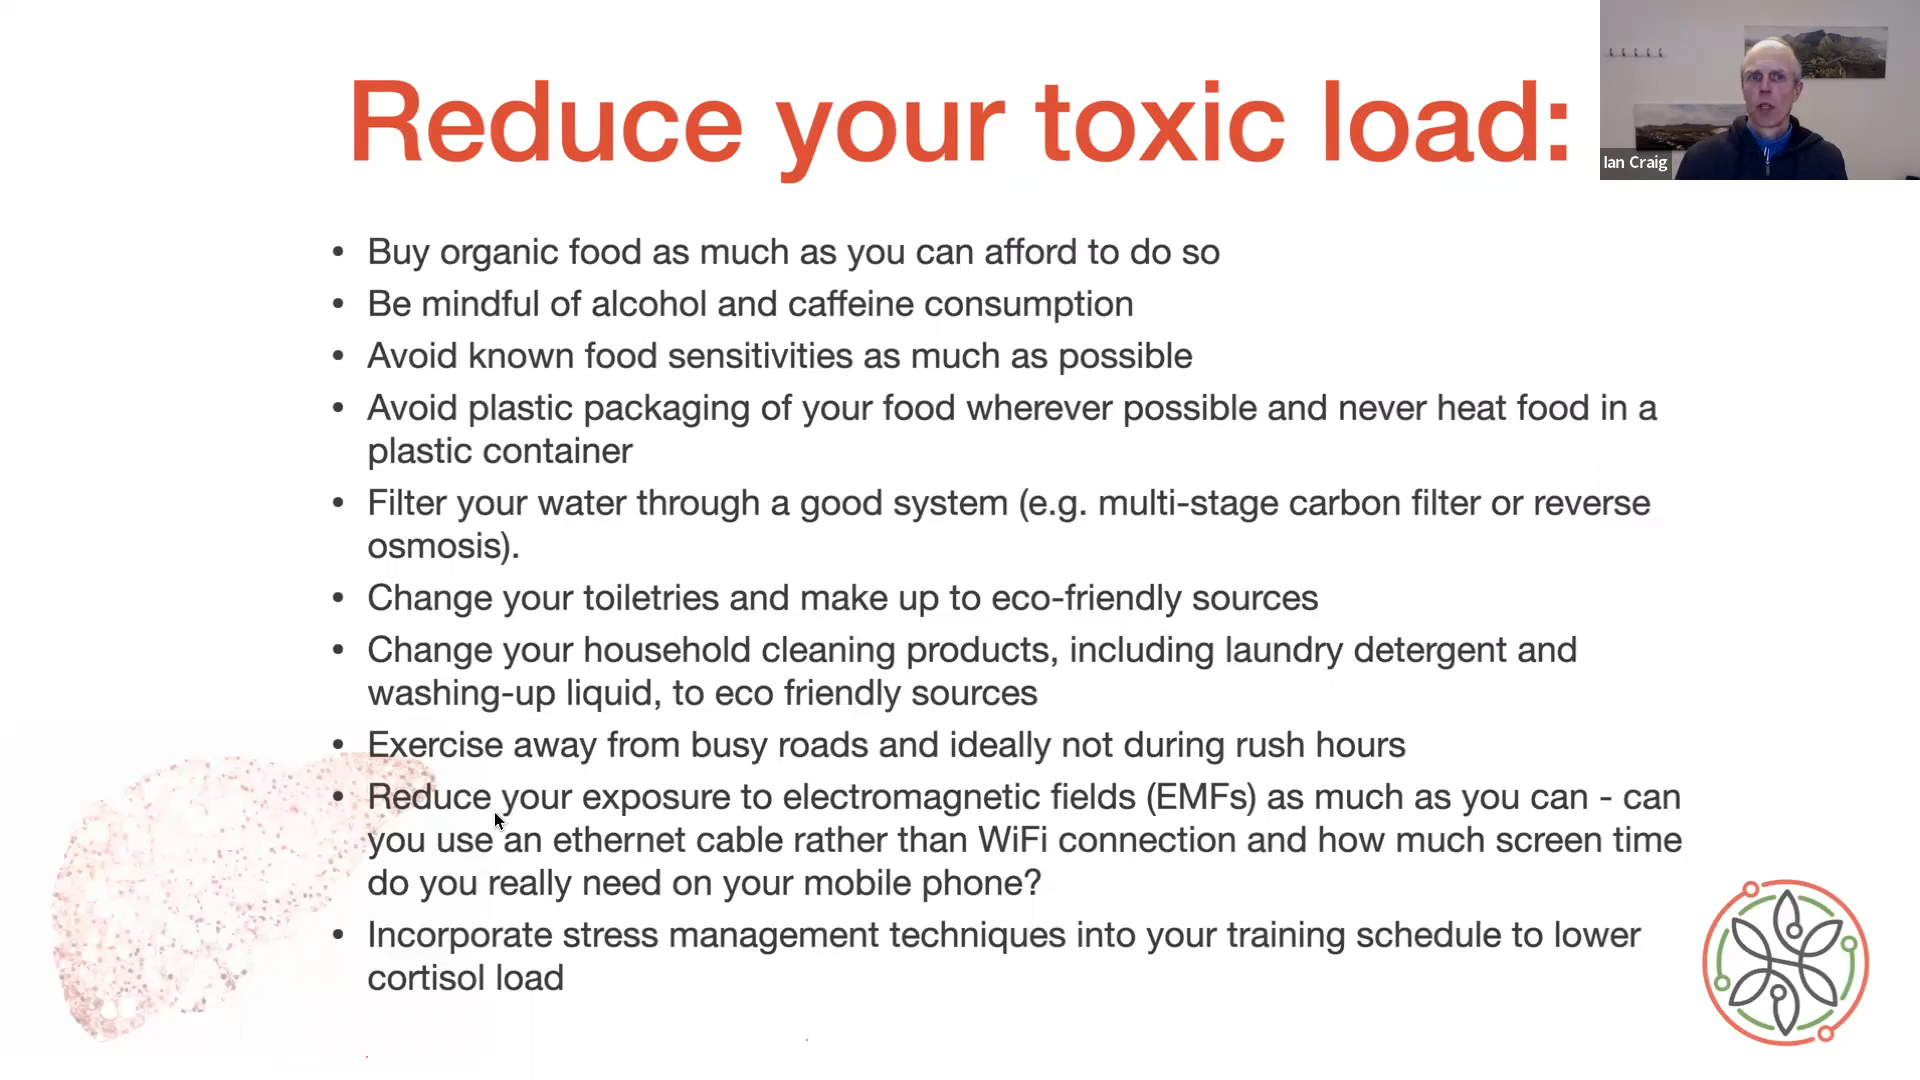 Reduce your toxic load:
Ian Craig
• Buy organic food as much as you can afford to do so
• Be mindful of alcohol and caffeine consumption
• Avoid known food sensitivities as much as possible
• Avoid plastic packaging of your food wherever possible and never heat food in a
plastic container
• Filter your water through a good system (e.g. multi-stage carbon filter or reverse
osmosis).
• Change your toiletries and make up to eco-friendly sources
• Change your household cleaning products, including laundry detergent and
washing-up liquid, to eco friendly sources
• Exercise away from busy roads and ideally not during rush hours
• Reduce your exposure to electromagnetic fields (EMFs) as much as you can - can
you use an ethernet cable rather than WiFi connection and how much screen time
do you really need on your mobile phone?
• Incorporate stress management techniques into your training schedule to lower
cortisol load